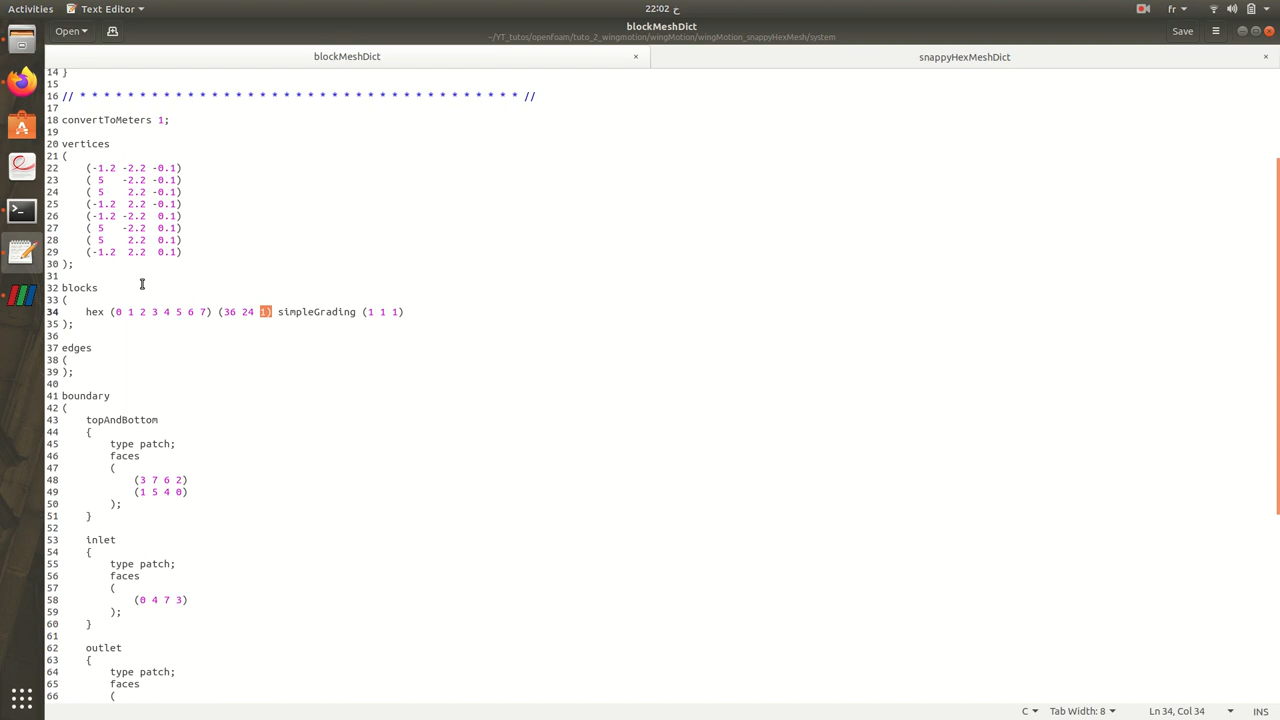 Activities Text Editor 22:02 ح fr
Open blockMeshDict Save
~/YT_tutos/openfoam/tuto_2_wingmotion/wingMotion/wingMotion_snappyHexMesh/system
blockMeshDict × snappyHexMeshDict ×
14 }
15
16 // * * * * * * * * * * * * * * * * * * * * * * * * * * * * * * * * * * * * * //
17
18 convertToMeters 1;
19
20 vertices
21 (
22 (-1.2 -2.2 -0.1)
23 ( 5 -2.2 -0.1)
24 ( 5 2.2 -0.1)
25 (-1.2 2.2 -0.1)
26 (-1.2 -2.2 0.1)
27 ( 5 -2.2 0.1)
28 ( 5 2.2 0.1)
29 (-1.2 2.2 0.1)
30 );
31
32 blocks
33 (
34 hex (0 1 2 3 4 5 6 7) (36 24 1) simpleGrading (1 1 1)
35 );
36
37 edges
38 (
39 );
40
41 boundary
42 (
43 topAndBottom
44 {
45 type patch;
46 faces
47 (
48 (3 7 6 2)
49 (1 5 4 0)
50 );
51 }
52
53 inlet
54 {
55 type patch;
56 faces
57 (
58 (0 4 7 3)
59 );
60 }
61
62 outlet
63 {
64 type patch;
65 faces
66 (
C Tab Width: 8 Ln 34, Col 34 INS